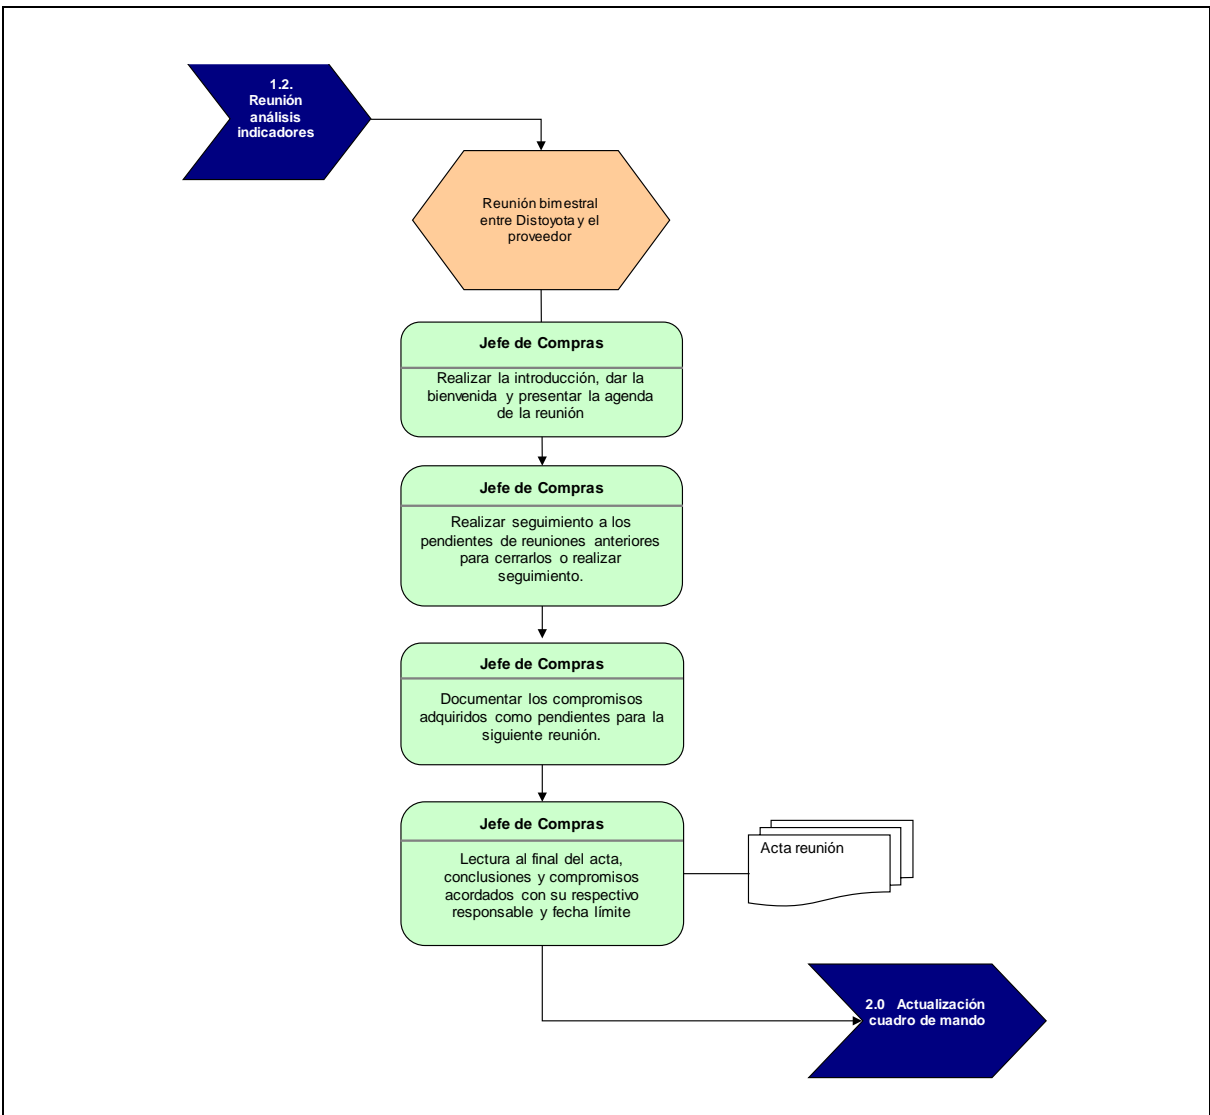 1.2.
Reunión
análisis
indicadores
Reunión bimestral
entre Distoyota y el
proveedor
Jefe de Compras
Realizar la introducción, dar la
bienvenida y presentar la agenda
de la reunión
Jefe de Compras
Realizar seguimiento a los
pendientes de reuniones anteriores
para cerrarlos o realizar
seguimiento.
Jefe de Compras
Documentar los compromisos
adquiridos como pendientes para la
siguiente reunión.
Jefe de Compras
Lectura al final del acta,
conclusiones y compromisos
acordados con su respectivo
responsable y fecha límite
Acta reunión
2.0 Actualización
cuadro de mando